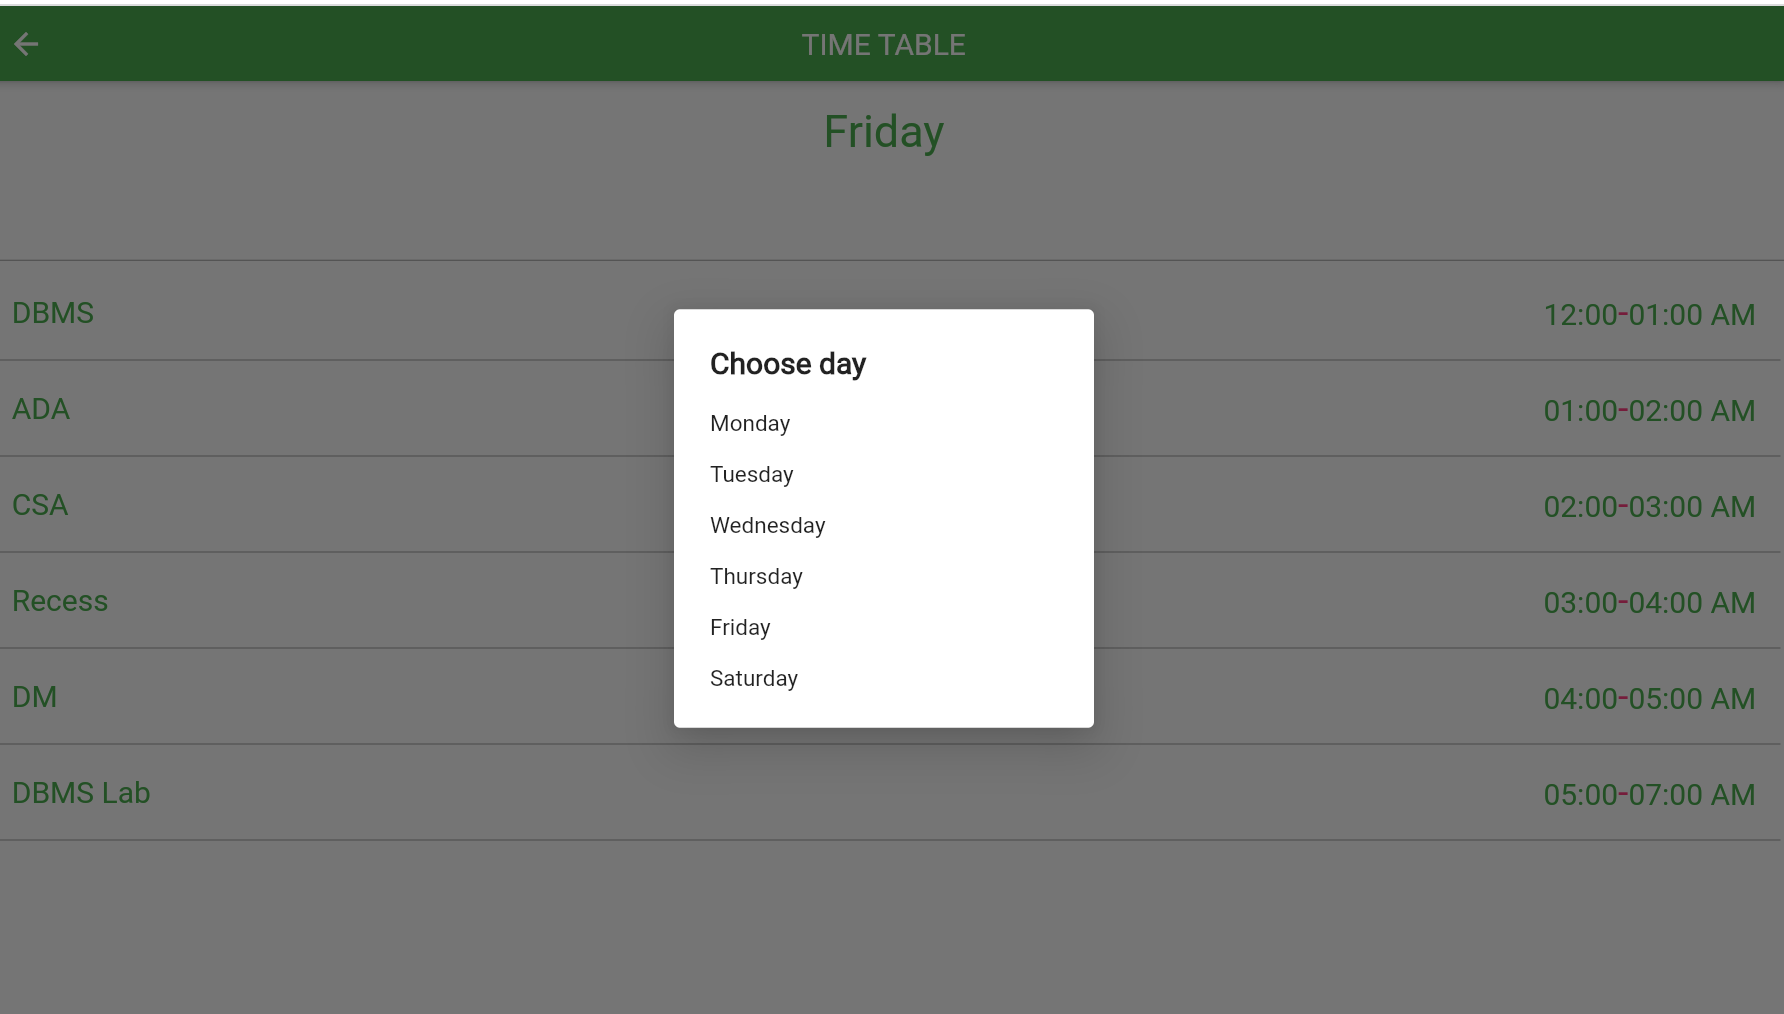 TIME TABLE
Friday
DBMS 12:00-01:00 AM
Choose day
ADA 01:00-02:00 AM
Monday
Tuesday
CSA 02:00-03:00 AM
Wednesday
Thursday
Recess 03:00-04:00 AM
Friday
Saturday
DM 04:00-05:00 AM
DBMS Lab 05:00-07:00 AM